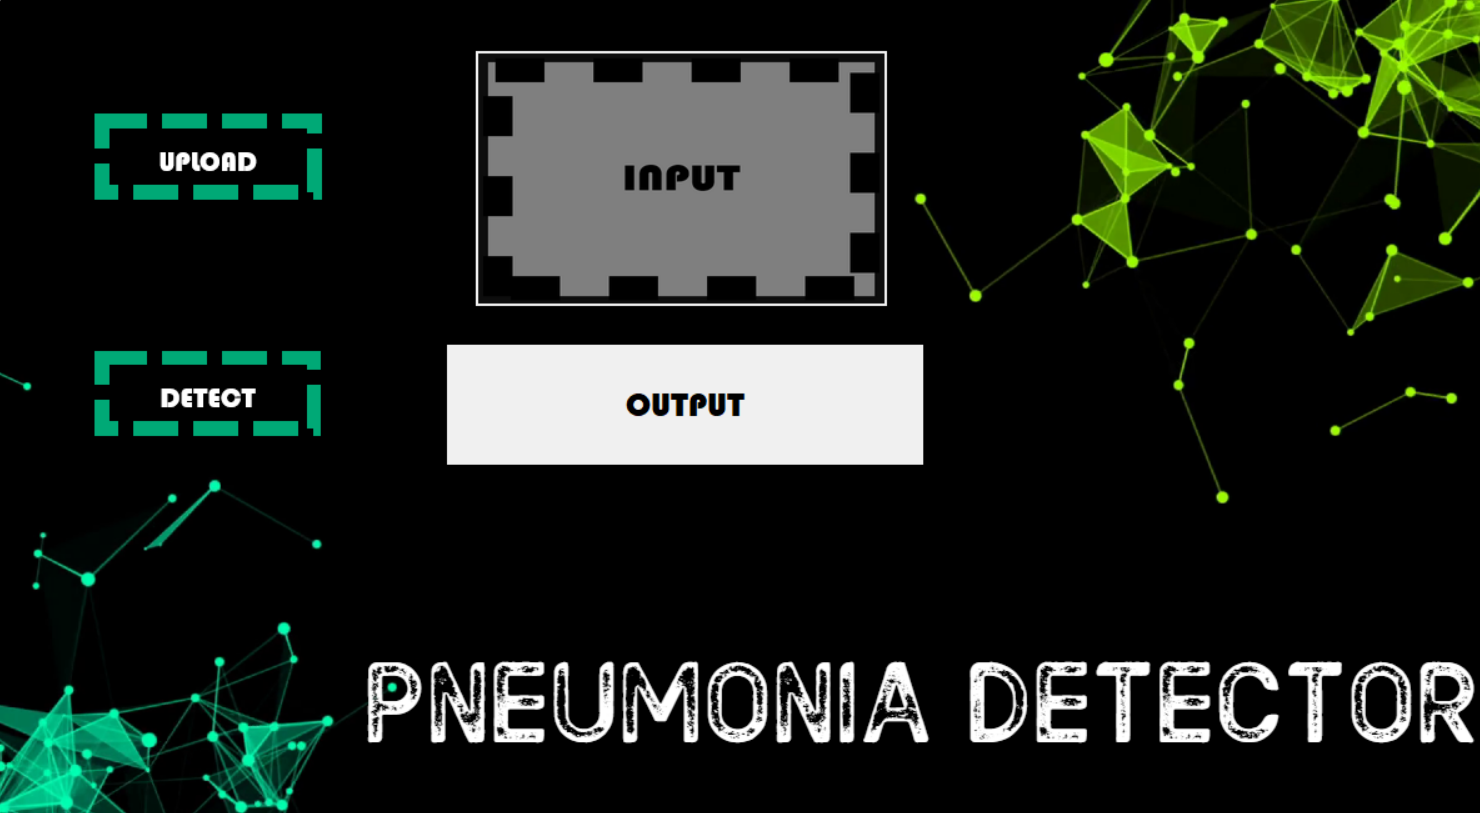 UPLOAD
INPUT
DETECT
OUTPUT
PNEUMONIA DETECTOR